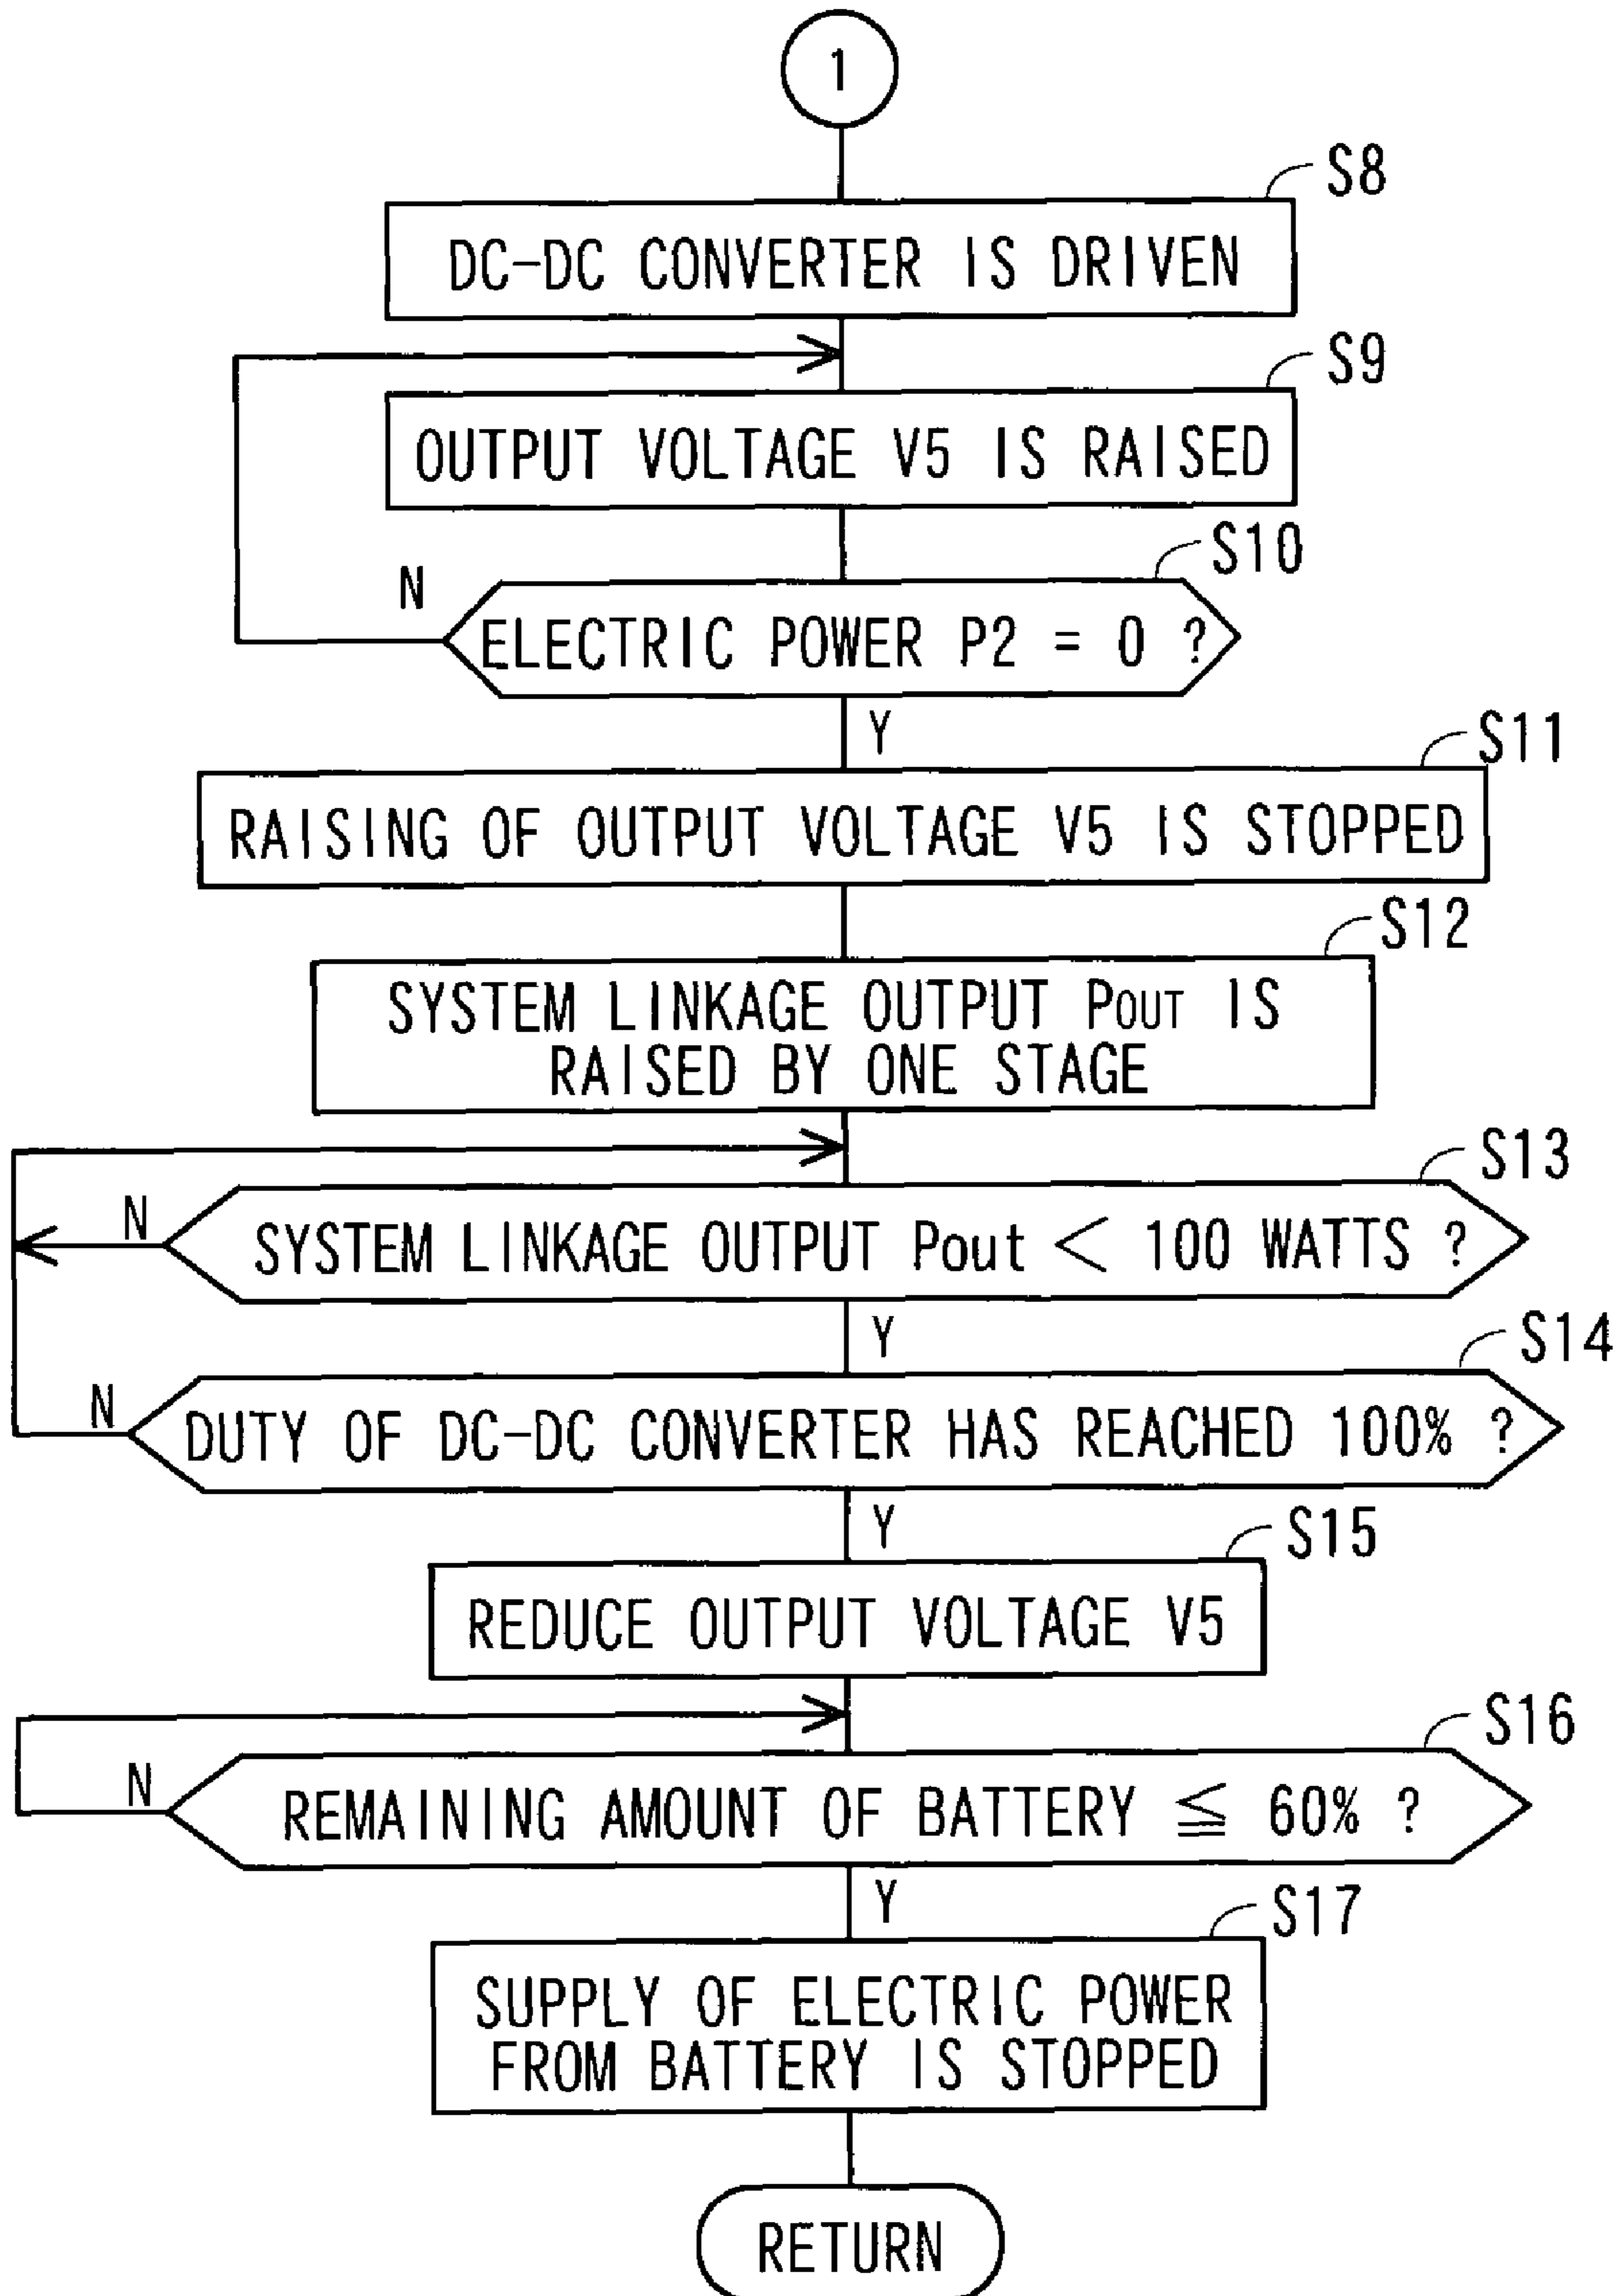 1
S8
DC-DC CONVERTER IS DRIVEN
S9
OUTPUT VOLTAGE V5 IS RAISED
S10
N
ELECTRIC POWER P2 = 0 ?
Y
S11
RAISING OF OUTPUT VOLTAGE V5 IS STOPPED
S12
SYSTEM LINKAGE OUTPUT POUT IS
RAISED BY ONE STAGE
S13
N
SYSTEM LINKAGE OUTPUT Pout < 100 WATTS ?
Y
S14
N
DUTY OF DC-DC CONVERTER HAS REACHED 100% ?
Y
S15
REDUCE OUTPUT VOLTAGE V5
S16
N
REMAINING AMOUNT OF BATTERY ≦ 60% ?
Y
S17
SUPPLY OF ELECTRIC POWER
FROM BATTERY IS STOPPED
RETURN